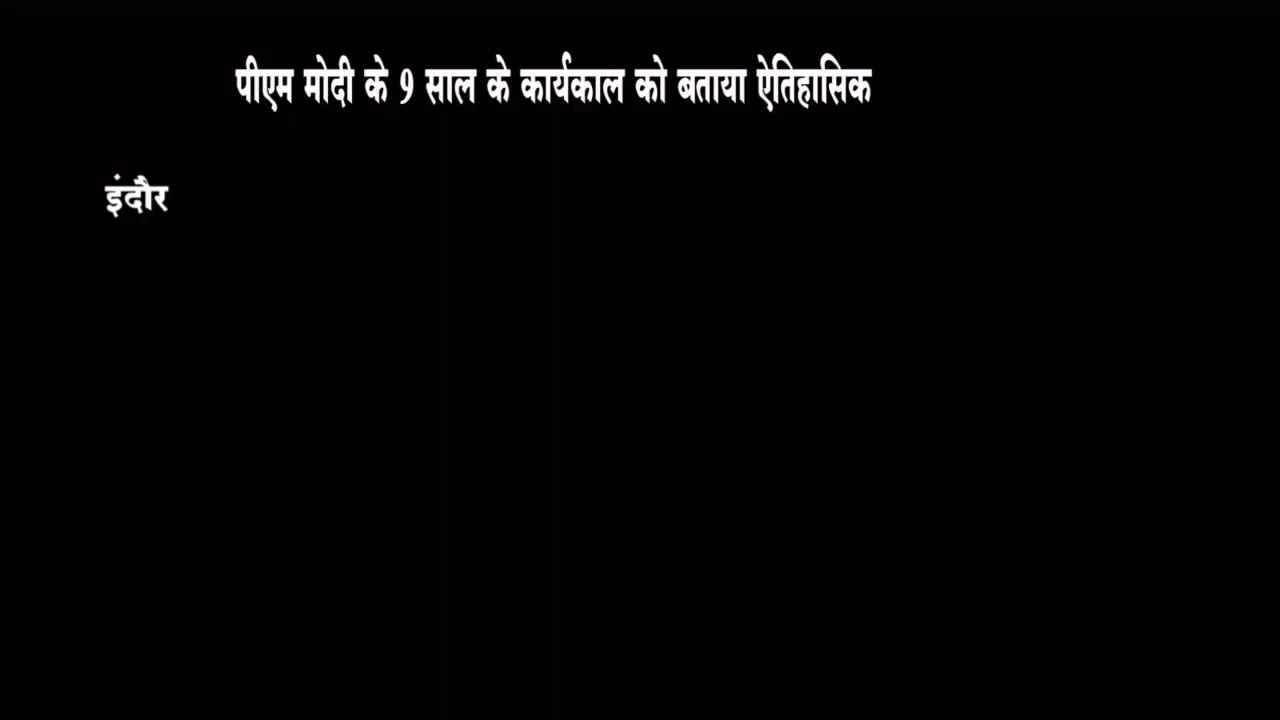 पीएम मोदी के 9 साल के कार्यकाल को बताया ऐतिहासिक
इंदौर